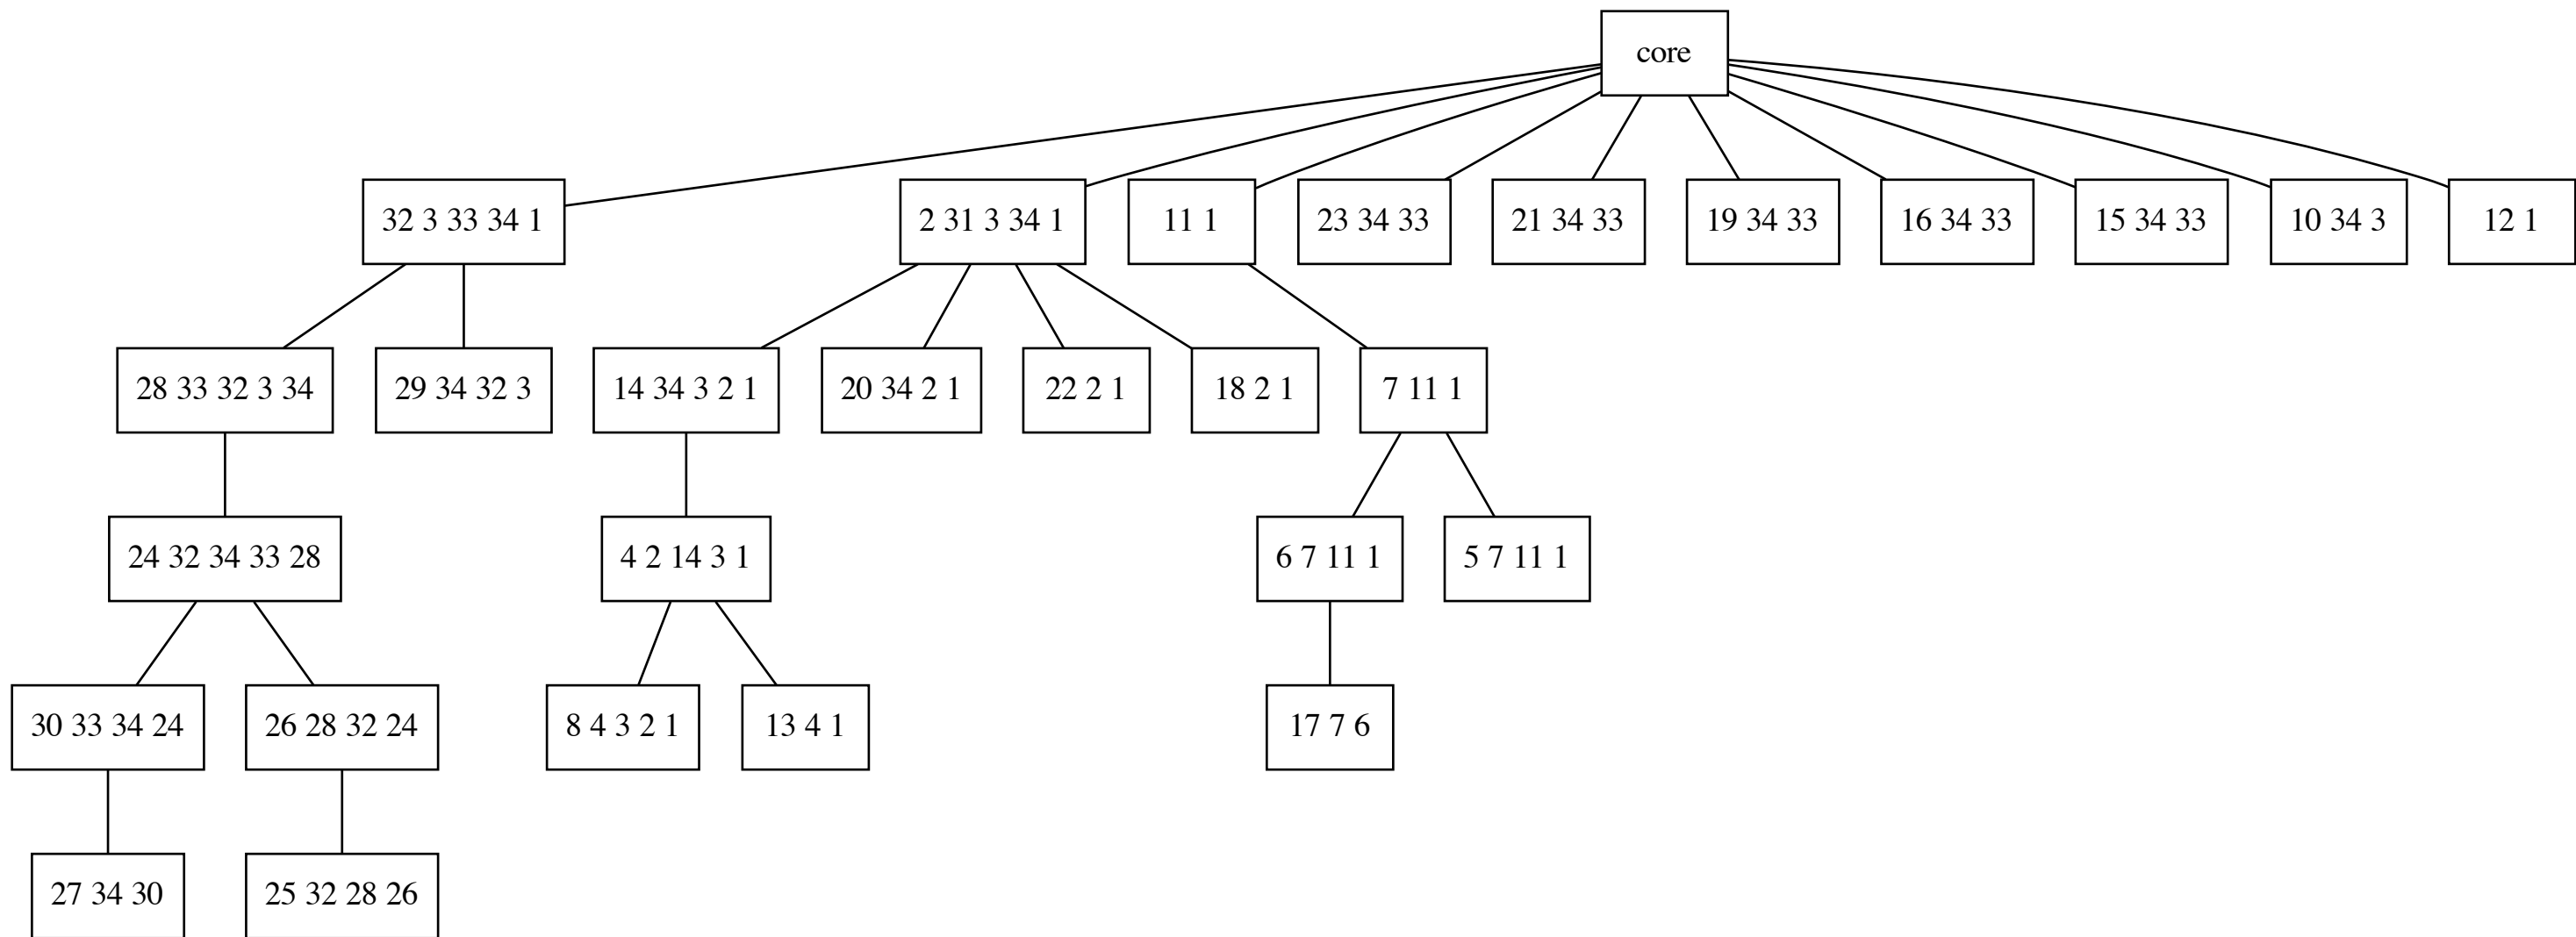 core
32 3 33 34 1
2 31 3 34 1
11 1
23 34 33
21 34 33
19 34 33
16 34 33
15 34 33
10 34 3
12 1
28 33 32 3 34
29 34 32 3
14 34 3 2 1
20 34 2 1
22 2 1
18 2 1
7 11 1
24 32 34 33 28
4 2 14 3 1
6 7 11 1
5 7 11 1
30 33 34 24
26 28 32 24
8 4 3 2 1
13 4 1
17 7 6
27 34 30
25 32 28 26